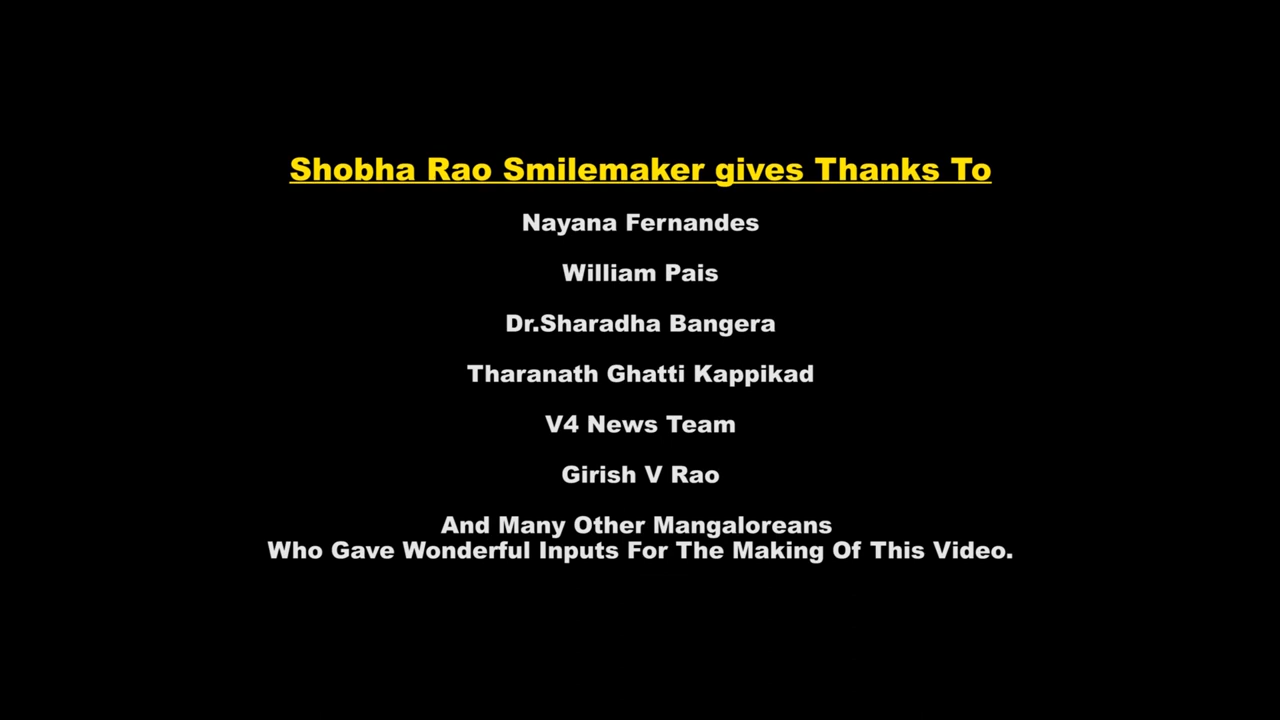 Shobha Rao Smilemaker gives Thanks To
Nayana Fernandes
William Pais
Dr.Sharadha Bangera
Tharanath Ghatti Kappikad
V4 News Team
Girish V Rao
And Many Other Mangaloreans
Who Gave Wonderful Inputs For The Making Of This Video.